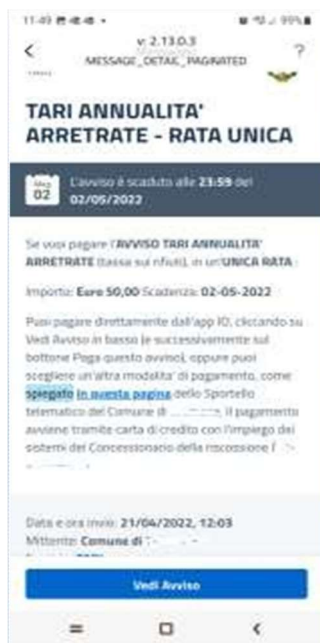 11:49
99%
v: 2.13.0.3
MESSAGE_DETAIL_PAGINATED
?
TARI ANNUALITA'
ARRETRATE - RATA UNICA
Mag
02
L'avviso è scaduto alle 23:59 del
02/05/2022
Se vuoi pagare l'AVVISO TARI ANNUALITA'
ARRETRATE (tassa sui rifiuti), in un'UNICA RATA :
Importo: Euro 50,00 Scadenza: 02-05-2022
Puoi pagare direttamente dall'app IO, cliccando su
Vedi Avviso in basso (e successivamente sul
bottone Paga questo avviso), oppure puoi
scegliere un'altra modalita' di pagamento, come
spiegato in questa pagina dello Sportello
telematico del Comune di Il pagamento
avviene tramite carta di credito con l'impiego dei
sistemi del Concessionario della riscossione
Data e ora invio: 21/04/2022, 12:03
Mittente: Comune di
Vedi Avviso